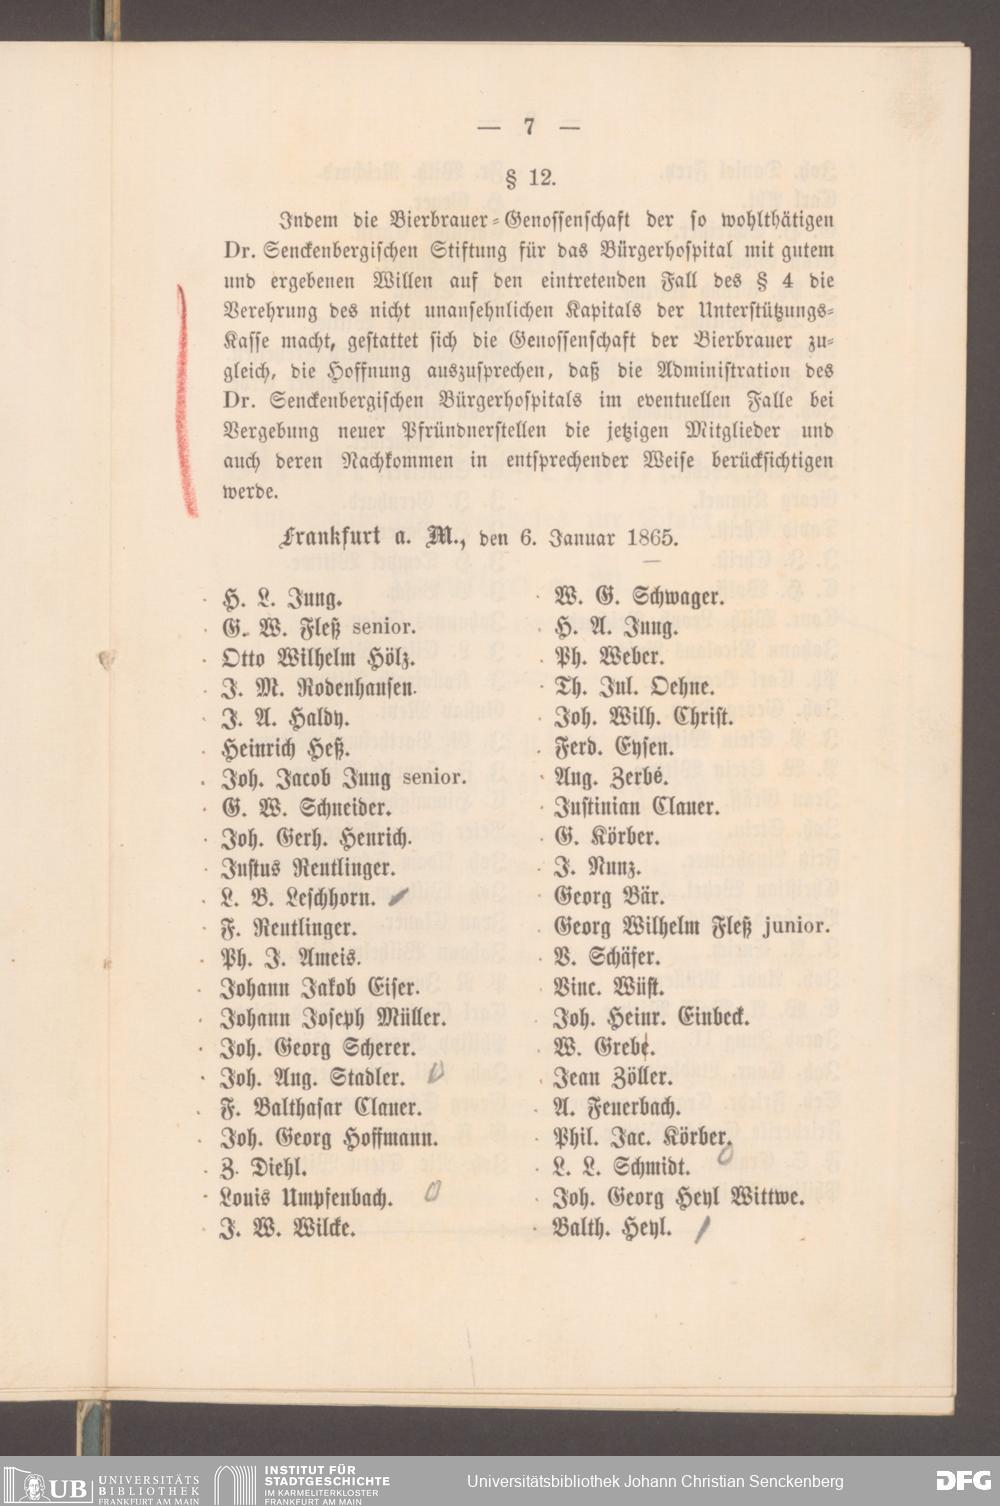 — 7 —
§ 12.
Indem die Bierbrauer-Genossenschaft der so wohlthätigen
Dr. Senckenbergischen Stiftung für das Bürgerhospital mit gutem
und ergebenen Willen auf den eintretenden Fall des § 4 die
Verehrung des nicht unansehnlichen Kapitals der Unterstützungs-
Kasse macht, gestattet sich die Genossenschaft der Bierbrauer zu-
gleich, die Hoffnung auszusprechen, daß die Administration des
Dr. Senckenbergischen Bürgerhospitals im eventuellen Falle bei
Vergebung neuer Pfründnerstellen die jetzigen Mitglieder und
auch deren Nachkommen in entsprechender Weise berücksichtigen
werde.
Frankfurt a. M., den 6. Januar 1865.
H. L. Jung.
G. W. Fleß senior.
Otto Wilhelm Hölz.
J. M. Rodenhausen.
J. A. Haldy.
Heinrich Heß.
Joh. Jacob Jung senior.
G. W. Schneider.
Joh. Gerh. Henrich.
Justus Reutlinger.
L. B. Leschhorn.
F. Reutlinger.
Ph. J. Ameis.
Johann Jakob Eiser.
Johann Joseph Müller.
Joh. Georg Scherer.
Joh. Aug. Stadler.
F. Balthasar Clauer.
Joh. Georg Hoffmann.
Z. Diehl.
Louis Umpfenbach.
J. W. Wilcke.
W. G. Schwager.
H. A. Jung.
Ph. Weber.
Th. Jul. Oehne.
Joh. Wilh. Christ.
Ferd. Eysen.
Aug. Zerbé.
Justinian Clauer.
G. Körber.
J. Nunz.
Georg Bär.
Georg Wilhelm Fleß junior.
V. Schäfer.
Vinc. Wüst.
Joh. Heinr. Einbeck.
W. Grebe.
Jean Zöller.
A. Feuerbach.
Phil. Jac. Körber.
L. L. Schmidt.
Joh. Georg Heyl Wittwe.
Balth. Heyl.
UB UNIVERSITÄTS
BIBLIOTHEK
FRANKFURT AM MAIN
INSTITUT FÜR
STADTGESCHICHTE
IM KARMELITERKLOSTER
FRANKFURT AM MAIN
Universitätsbibliothek Johann Christian Senckenberg
DFG